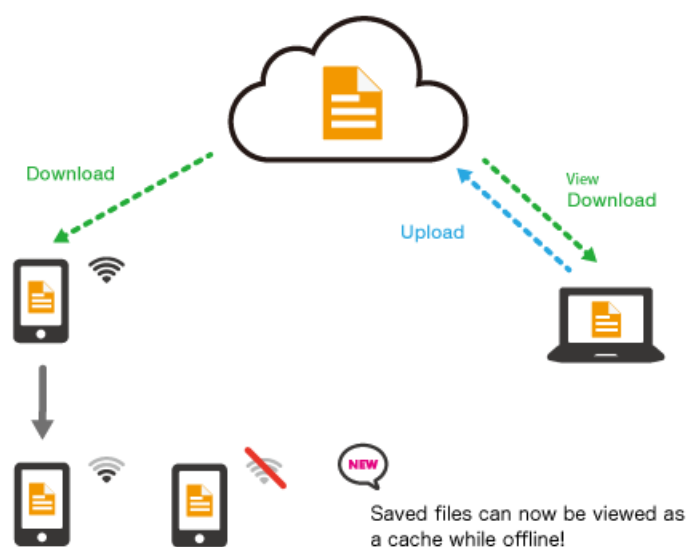 Download
View
Download
Upload
NEW
Saved files can now be viewed as
a cache while offline!